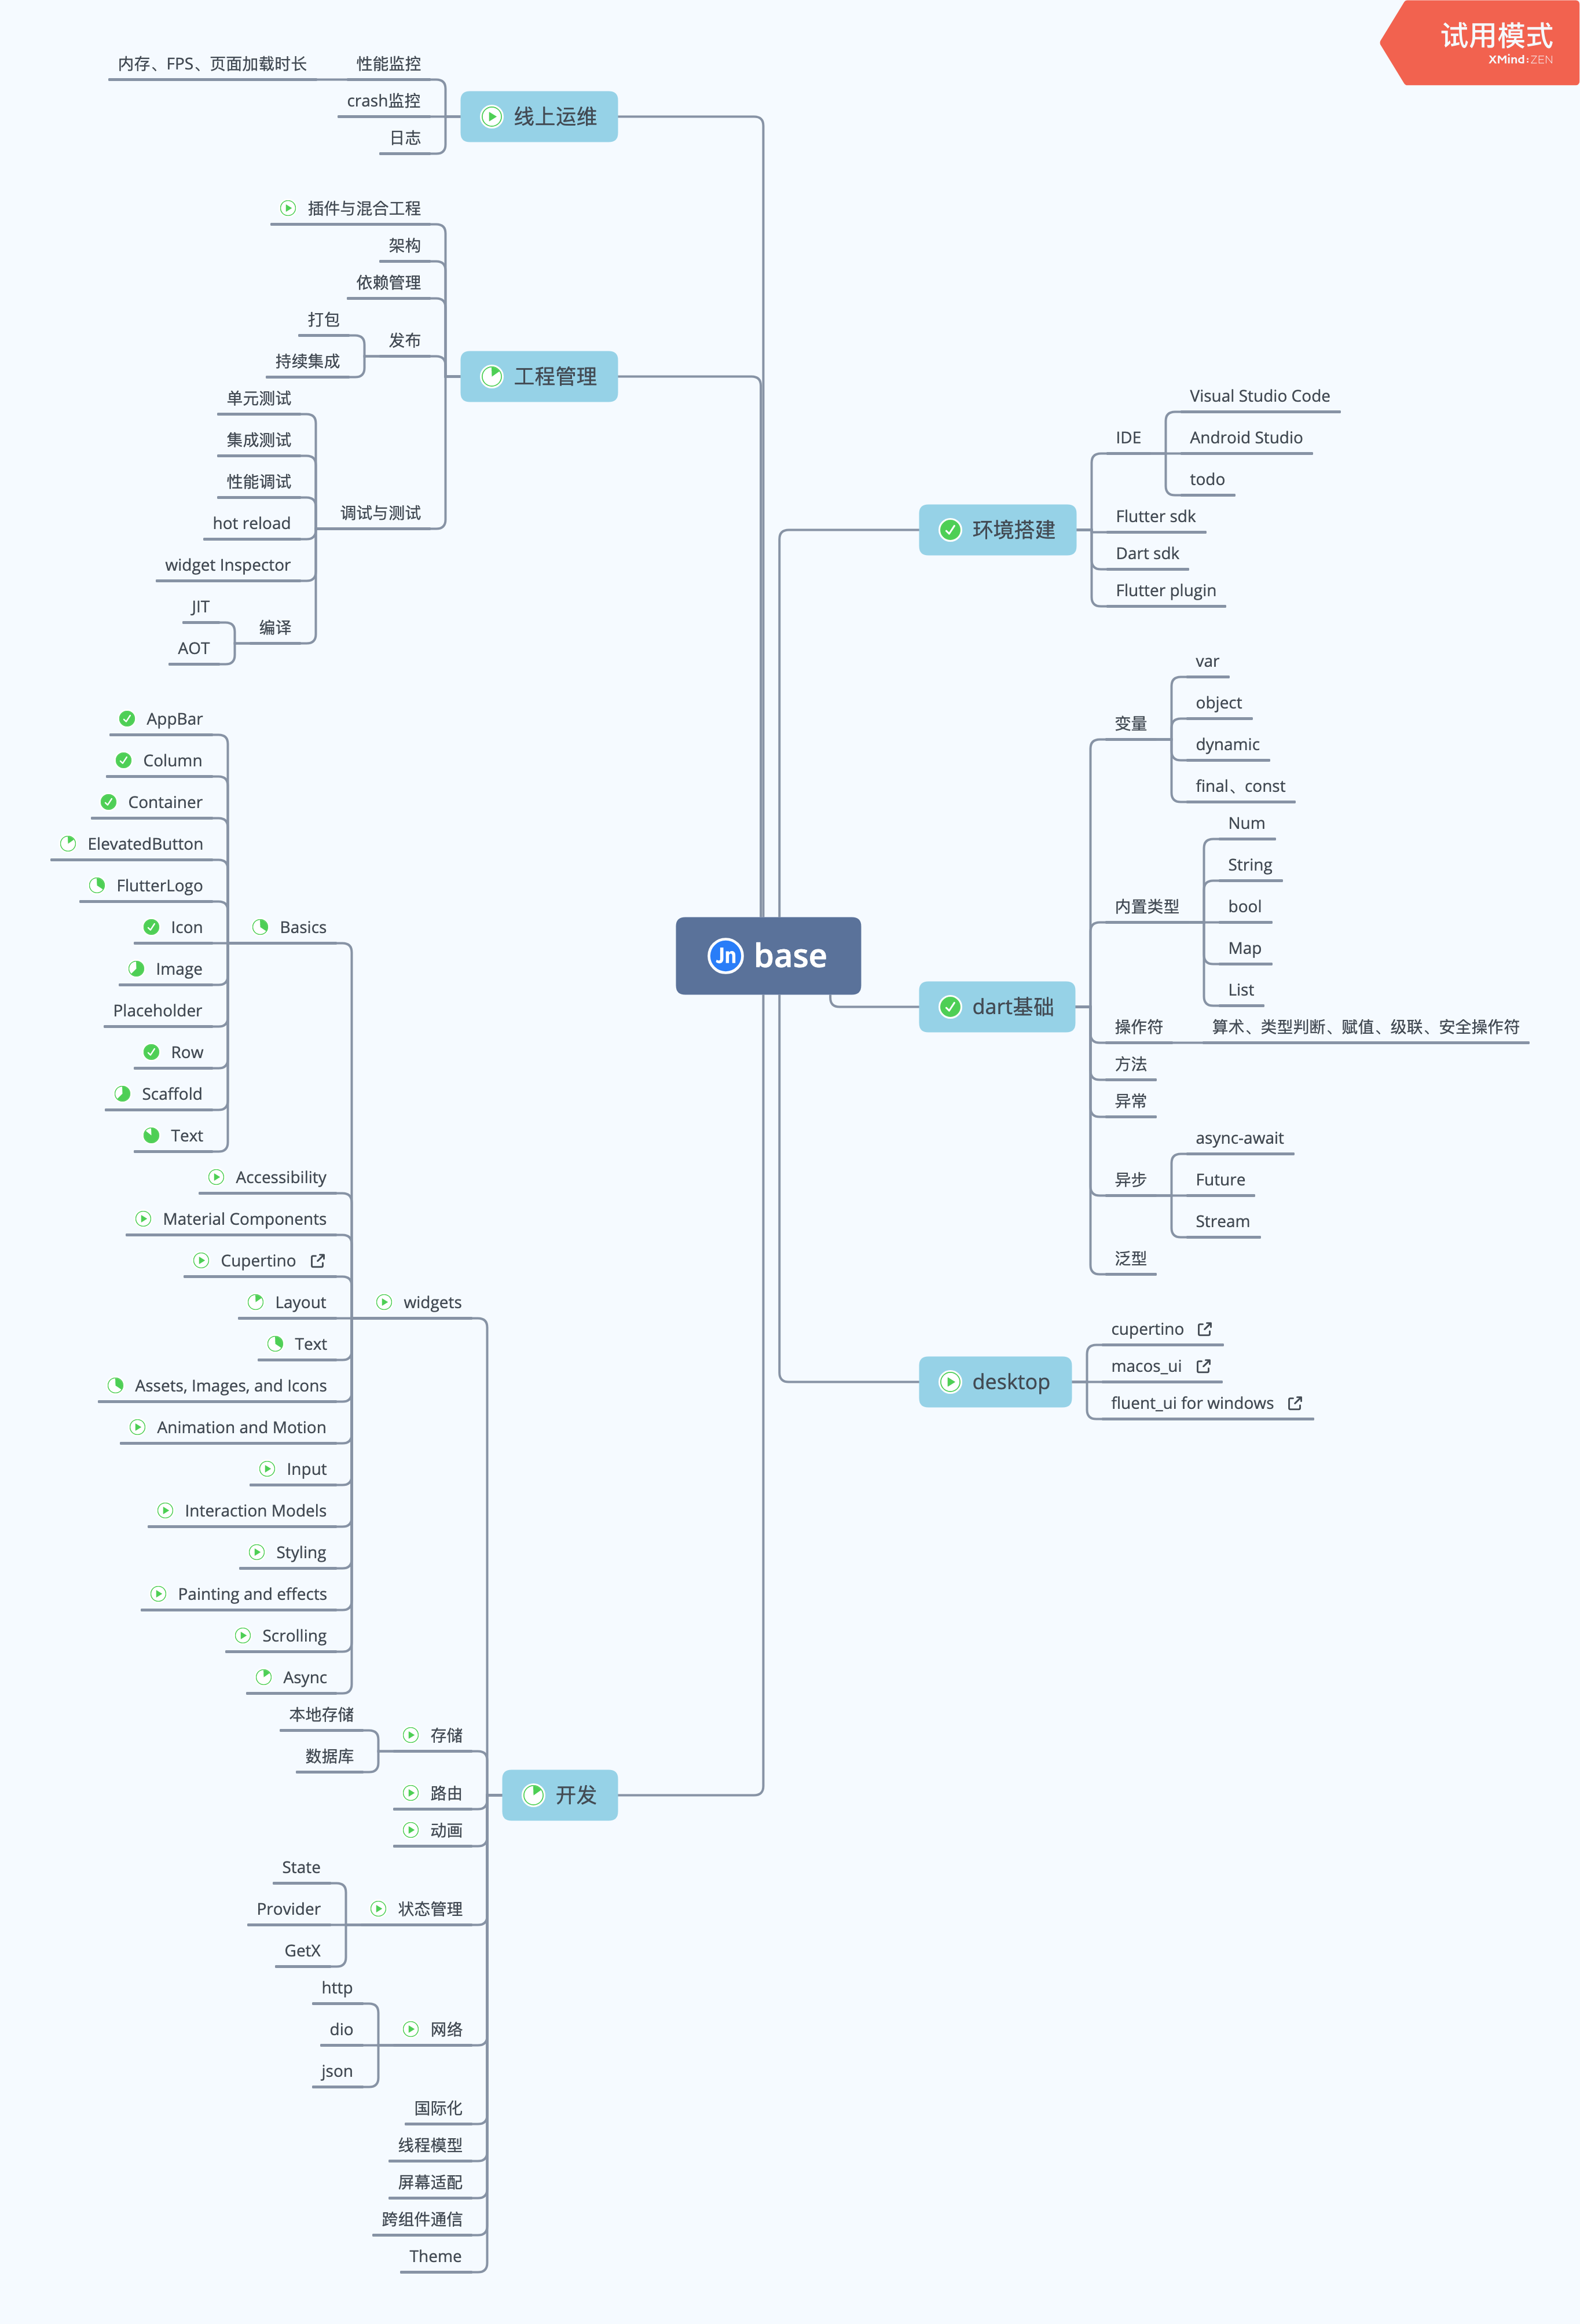 试用模式
XMind:ZEN
内存、FPS、页面加载时长
性能监控
crash监控
日志
线上运维
插件与混合工程
架构
依赖管理
打包
持续集成
发布
单元测试
集成测试
性能调试
hot reload
widget Inspector
JIT
AOT
编译
调试与测试
工程管理
AppBar
Column
Container
ElevatedButton
FlutterLogo
Icon
Image
Placeholder
Row
Scaffold
Text
Basics
Accessibility
Material Components
Cupertino
Layout
Text
Assets, Images, and Icons
Animation and Motion
Input
Interaction Models
Styling
Painting and effects
Scrolling
Async
widgets
本地存储
数据库
存储
路由
动画
State
Provider
GetX
状态管理
http
dio
json
网络
国际化
线程模型
屏幕适配
跨组件通信
Theme
开发
Jn base
环境搭建
IDE
Visual Studio Code
Android Studio
todo
Flutter sdk
Dart sdk
Flutter plugin
dart基础
变量
var
object
dynamic
final、const
内置类型
Num
String
bool
Map
List
操作符
算术、类型判断、赋值、级联、安全操作符
方法
异常
异步
async-await
Future
Stream
泛型
desktop
cupertino
macos_ui
fluent_ui for windows